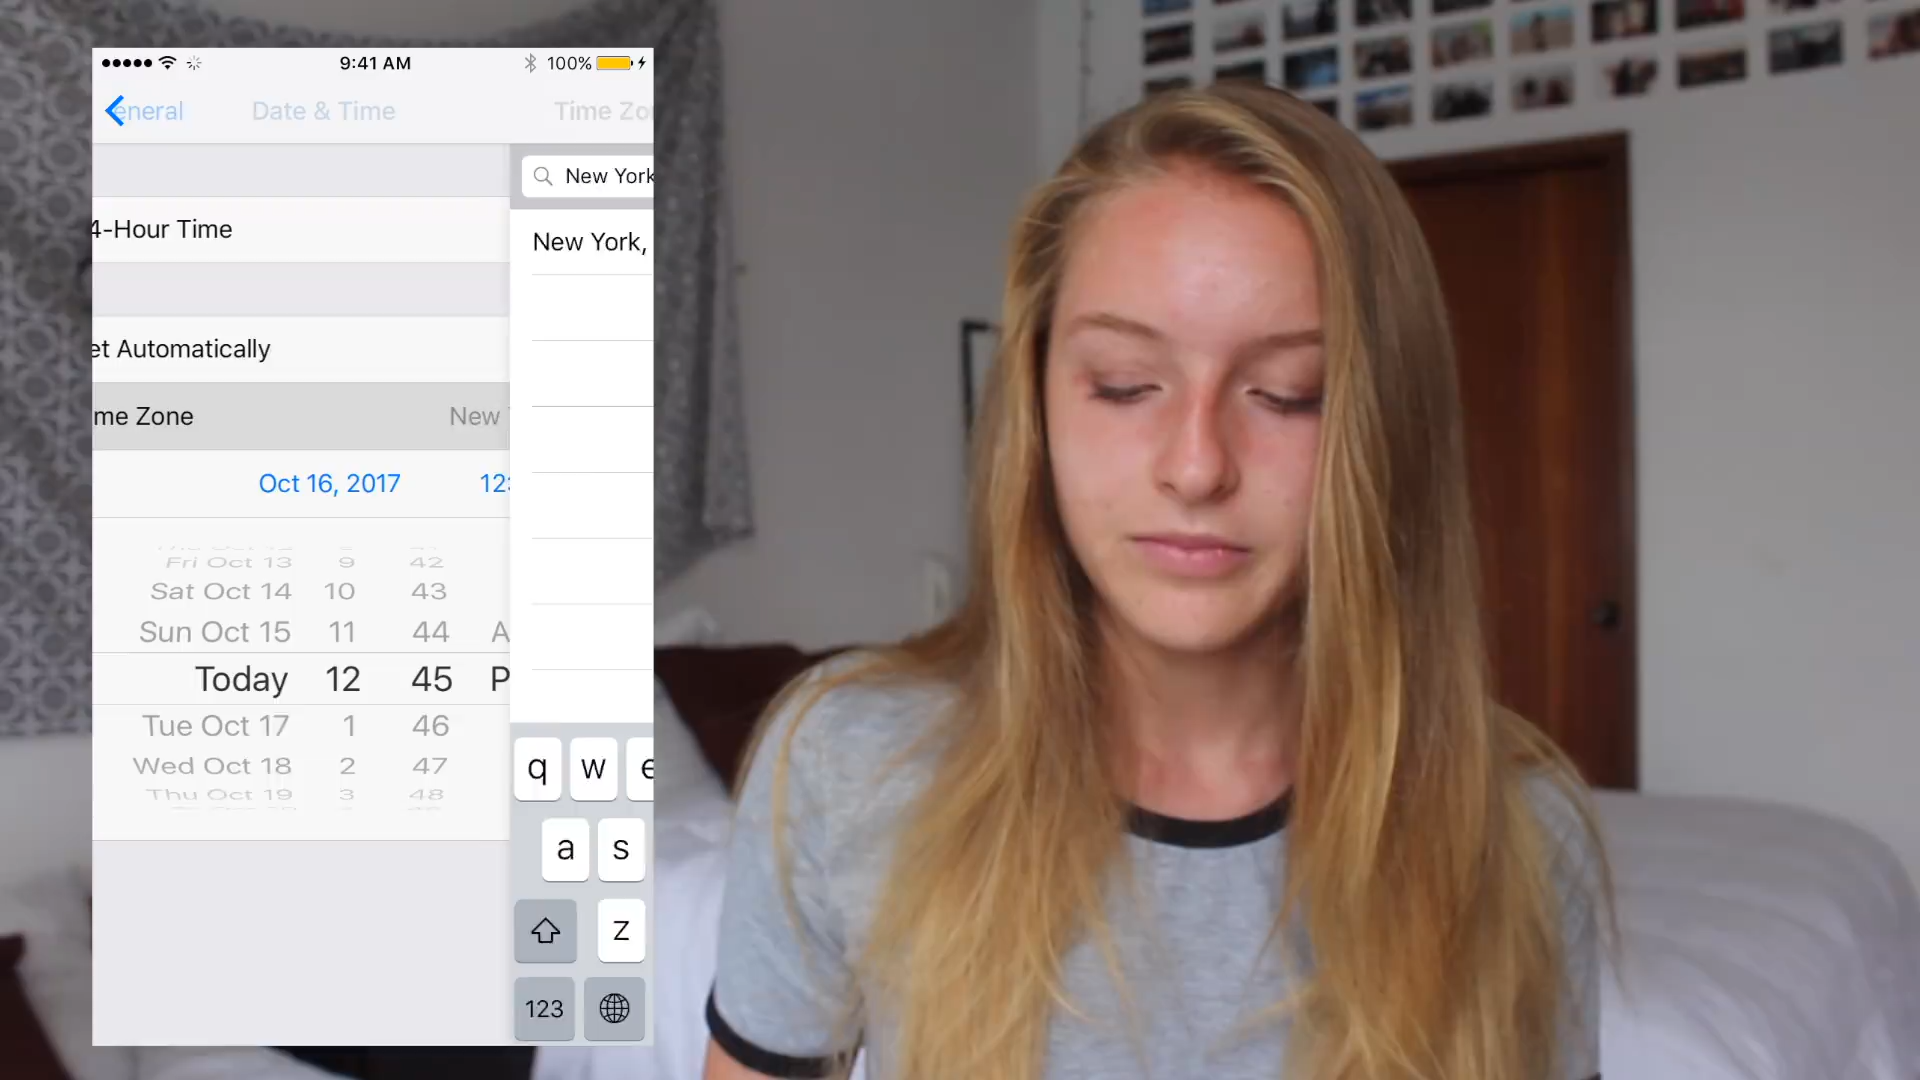 9:41 AM 100%
eneral Date & Time Time Zo
New York
4-Hour Time
New York,
et Automatically
me Zone New
Oct 16, 2017 12:
Fri Oct 13 9 42
Sat Oct 14 10 43
Sun Oct 15 11 44 A
Today 12 45 P
Tue Oct 17 1 46
Wed Oct 18 2 47
Thu Oct 19 3 48
q w e
a s
z
123